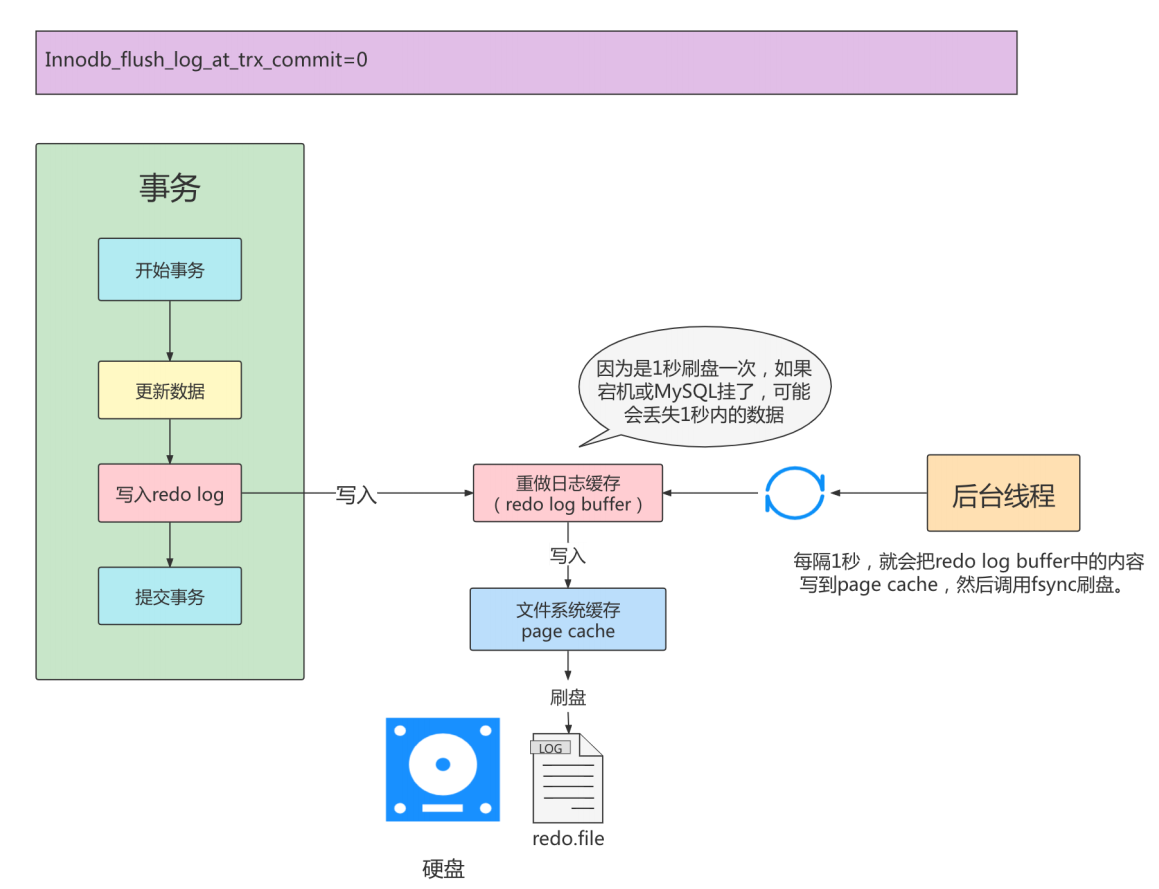 Innodb_flush_log_at_trx_commit=0
事务
开始事务
更新数据
写入redo log
提交事务
写入
因为是1秒刷盘一次，如果
宕机或MySQL挂了，可能
会丢失1秒内的数据
重做日志缓存
（redo log buffer）
后台线程
每隔1秒，就会把redo log buffer中的内容
写到page cache，然后调用fsync刷盘。
写入
文件系统缓存
page cache
刷盘
LOG
redo.file
硬盘